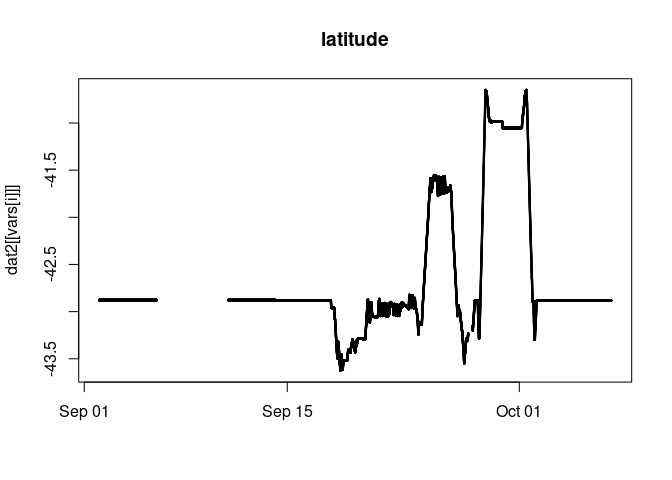 latitude
dat2[[vars[i]]]
-41.5
-42.5
-43.5
Sep 01
Sep 15
Oct 01